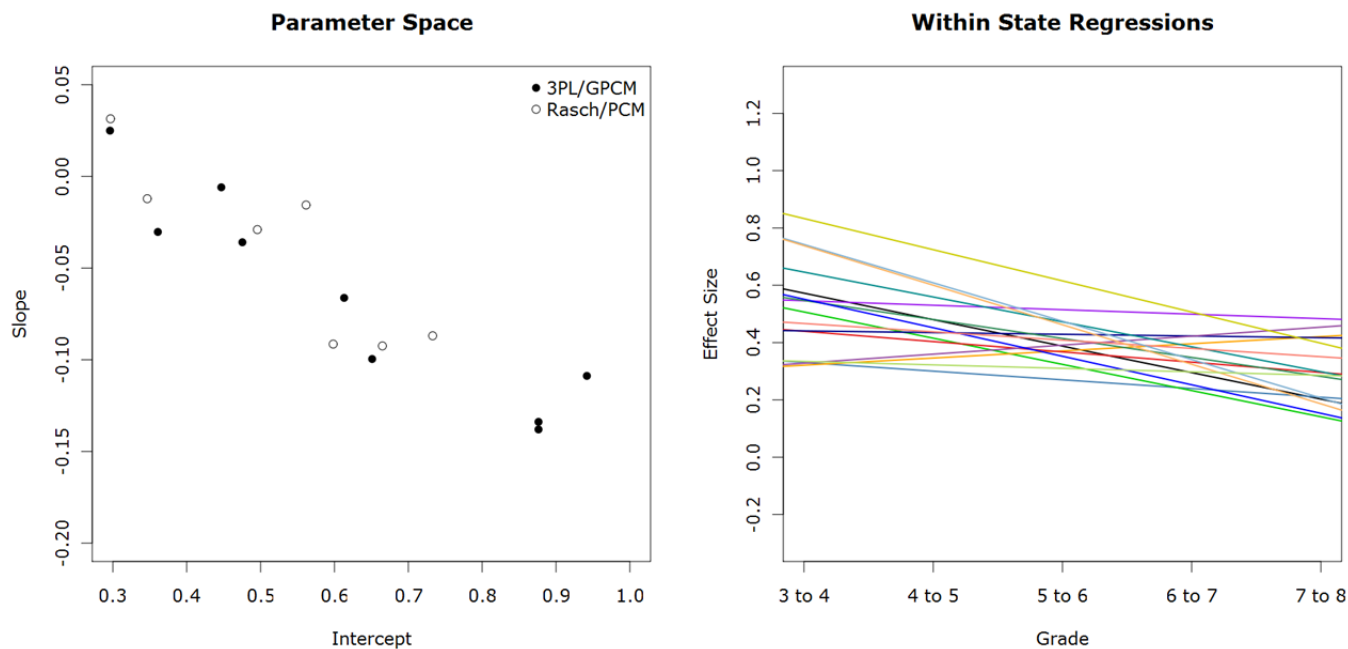 Parameter Space
0.05
0.00
-0.05
-0.10
-0.15
-0.20
Slope
3PL/GPCM
Rasch/PCM
0.3 0.4 0.5 0.6 0.7 0.8 0.9 1.0
Intercept
Within State Regressions
1.2
1.0
0.8
0.6
0.4
0.2
0.0
-0.2
Effect Size
3 to 4 4 to 5 5 to 6 6 to 7 7 to 8
Grade